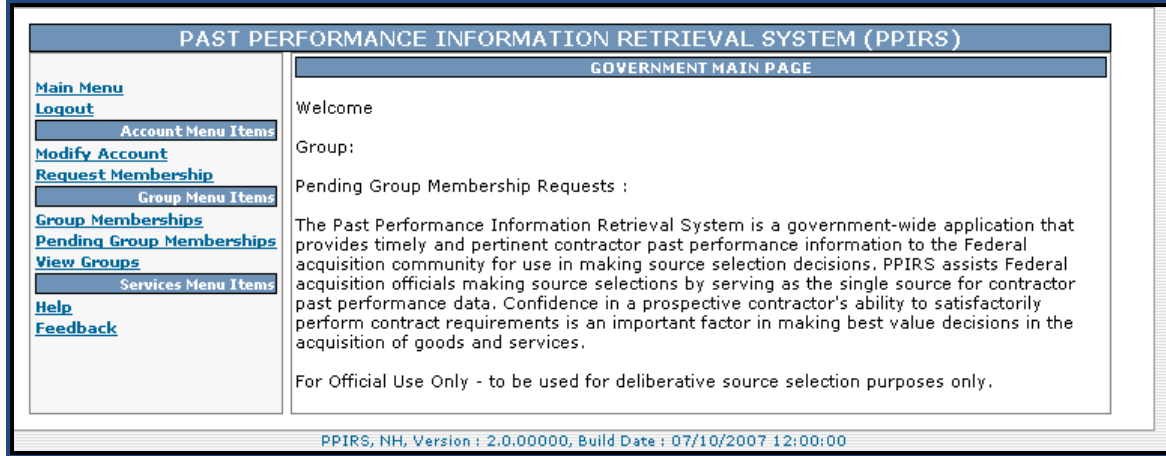 PAST PERFORMANCE INFORMATION RETRIEVAL SYSTEM (PPIRS)
Main Menu
Logout
Account Menu Items
Modify Account
Request Membership
Group Menu Items
Group Memberships
Pending Group Memberships
View Groups
Services Menu Items
Help
Feedback
GOVERNMENT MAIN PAGE
Welcome
Group:
Pending Group Membership Requests :
The Past Performance Information Retrieval System is a government-wide application that
provides timely and pertinent contractor past performance information to the Federal
acquisition community for use in making source selection decisions. PPIRS assists Federal
acquisition officials making source selections by serving as the single source for contractor
past performance data. Confidence in a prospective contractor's ability to satisfactorily
perform contract requirements is an important factor in making best value decisions in the
acquisition of goods and services.
For Official Use Only - to be used for deliberative source selection purposes only.
PPIRS, NH, Version : 2.0.00000, Build Date : 07/10/2007 12:00:00